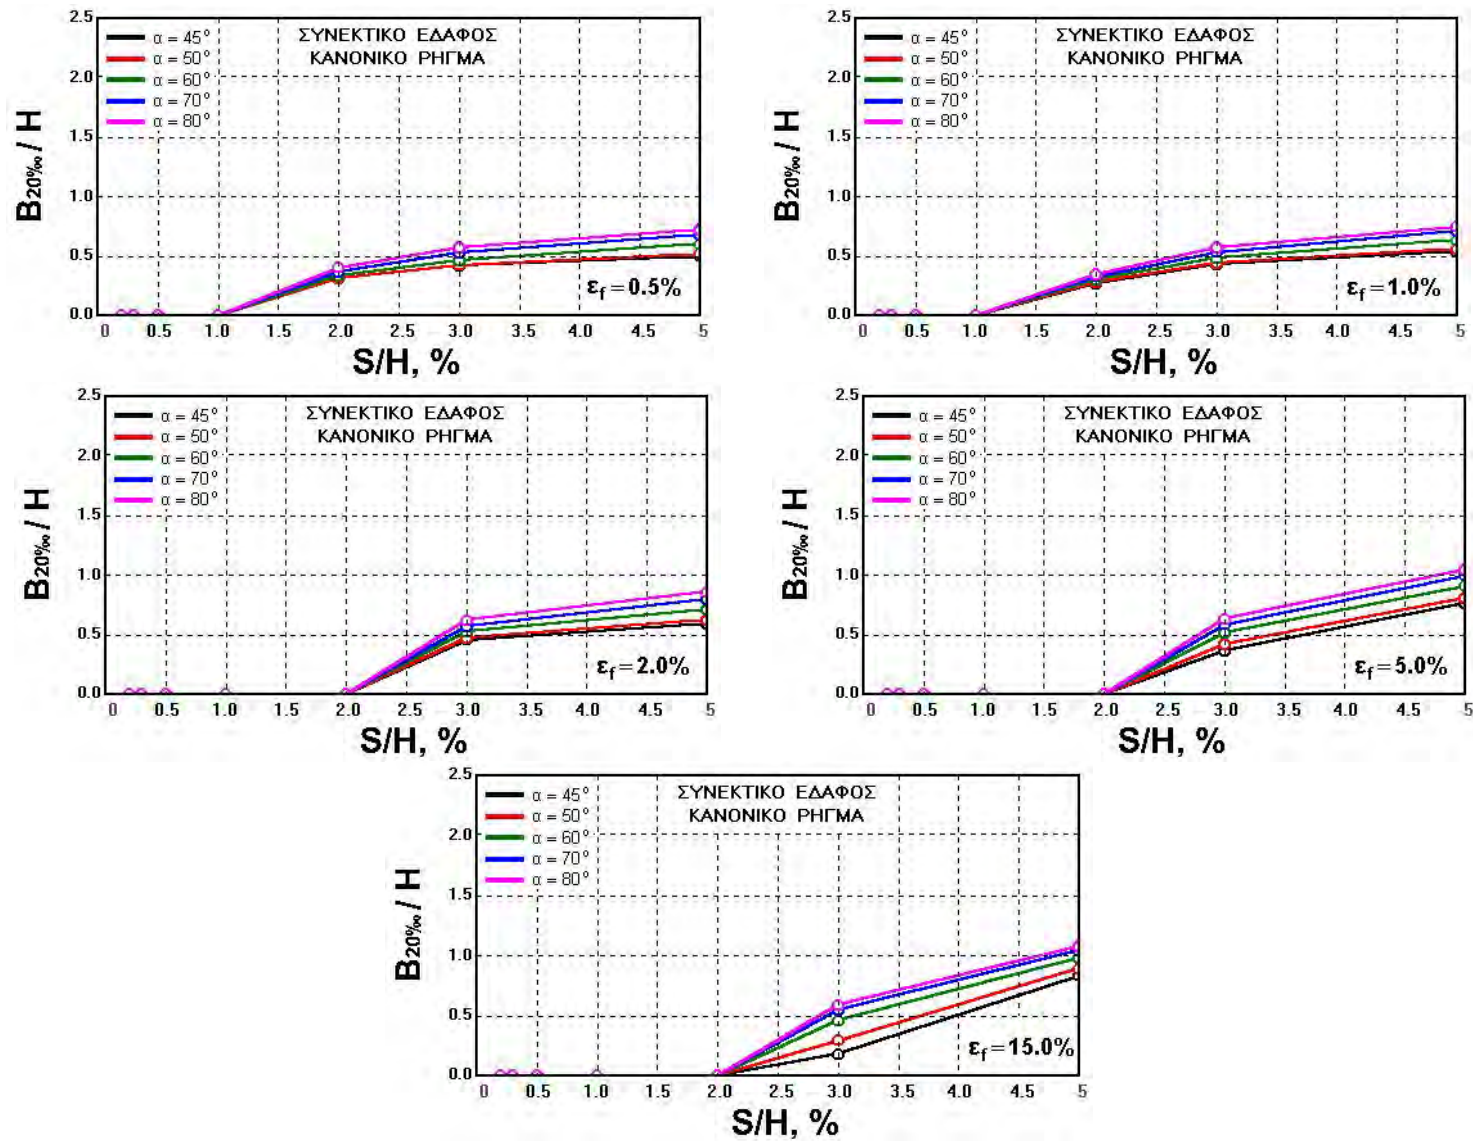 2.5
2.0
1.5
1.0
0.5
0.0
B20‰ / H
α = 45°
α = 50°
α = 60°
α = 70°
α = 80°
ΣΥΝΕΚΤΙΚΟ ΕΔΑΦΟΣ
ΚΑΝΟΝΙΚΟ ΡΗΓΜΑ
εf = 0.5%
0 0.5 1.0 1.5 2.0 2.5 3.0 3.5 4.0 4.5 5
S/H, %
2.5
2.0
1.5
1.0
0.5
0.0
B20‰ / H
α = 45°
α = 50°
α = 60°
α = 70°
α = 80°
ΣΥΝΕΚΤΙΚΟ ΕΔΑΦΟΣ
ΚΑΝΟΝΙΚΟ ΡΗΓΜΑ
εf = 1.0%
0 0.5 1.0 1.5 2.0 2.5 3.0 3.5 4.0 4.5 5
S/H, %
2.5
2.0
1.5
1.0
0.5
0.0
B20‰ / H
α = 45°
α = 50°
α = 60°
α = 70°
α = 80°
ΣΥΝΕΚΤΙΚΟ ΕΔΑΦΟΣ
ΚΑΝΟΝΙΚΟ ΡΗΓΜΑ
εf = 2.0%
0 0.5 1.0 1.5 2.0 2.5 3.0 3.5 4.0 4.5 5
S/H, %
2.5
2.0
1.5
1.0
0.5
0.0
B20‰ / H
α = 45°
α = 50°
α = 60°
α = 70°
α = 80°
ΣΥΝΕΚΤΙΚΟ ΕΔΑΦΟΣ
ΚΑΝΟΝΙΚΟ ΡΗΓΜΑ
εf = 5.0%
0 0.5 1.0 1.5 2.0 2.5 3.0 3.5 4.0 4.5 5
S/H, %
2.5
2.0
1.5
1.0
0.5
0.0
B20‰ / H
α = 45°
α = 50°
α = 60°
α = 70°
α = 80°
ΣΥΝΕΚΤΙΚΟ ΕΔΑΦΟΣ
ΚΑΝΟΝΙΚΟ ΡΗΓΜΑ
εf = 15.0%
0 0.5 1.0 1.5 2.0 2.5 3.0 3.5 4.0 4.5 5
S/H, %